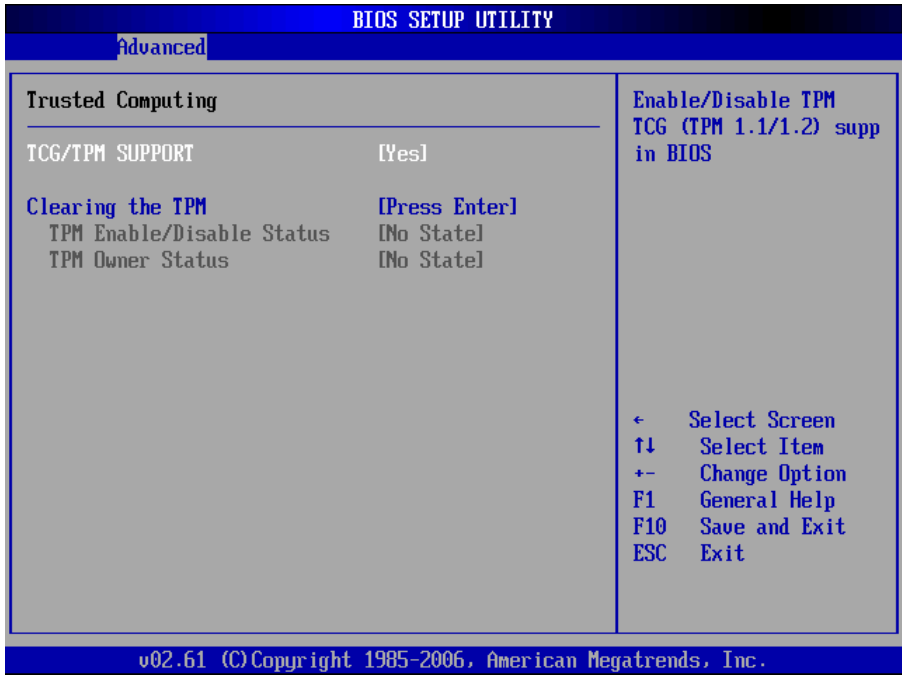 BIOS SETUP UTILITY
Advanced
Trusted Computing
TCG/TPM SUPPORT [Yes]
Clearing the TPM [Press Enter]
TPM Enable/Disable Status [No State]
TPM Owner Status [No State]
Enable/Disable TPM
TCG (TPM 1.1/1.2) supp
in BIOS
← Select Screen
↑↓ Select Item
+- Change Option
F1 General Help
F10 Save and Exit
ESC Exit
v02.61 (C)Copyright 1985-2006, American Megatrends, Inc.